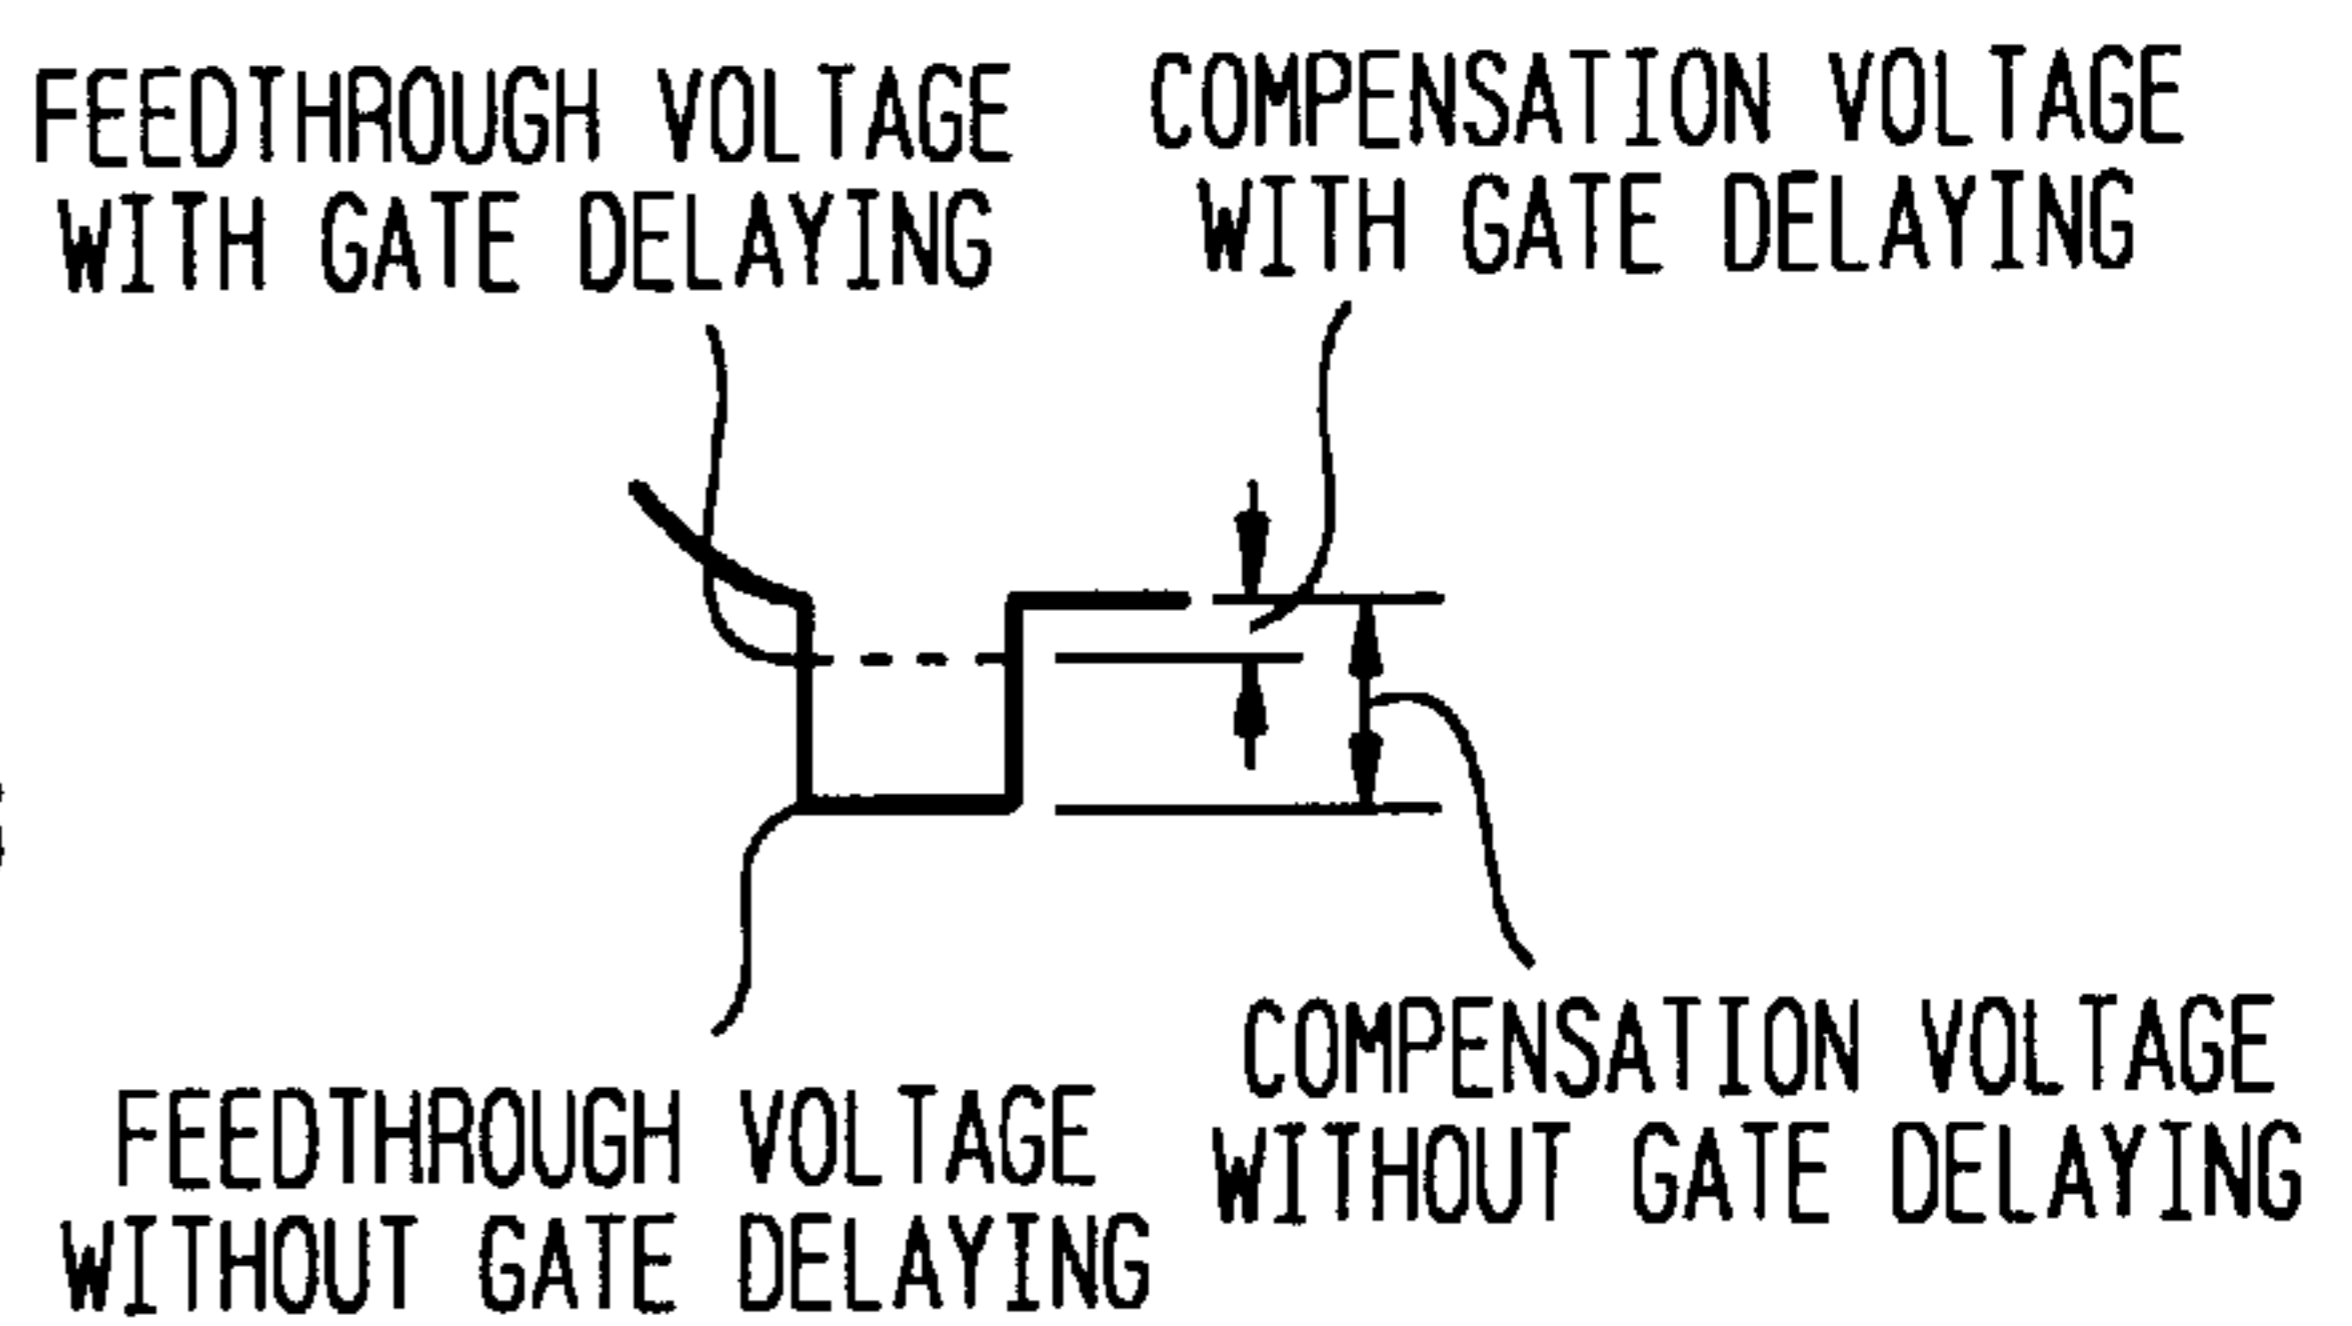 FEEDTHROUGH VOLTAGE
WITH GATE DELAYING
COMPENSATION VOLTAGE
WITH GATE DELAYING
FEEDTHROUGH VOLTAGE
WITHOUT GATE DELAYING
COMPENSATION VOLTAGE
WITHOUT GATE DELAYING